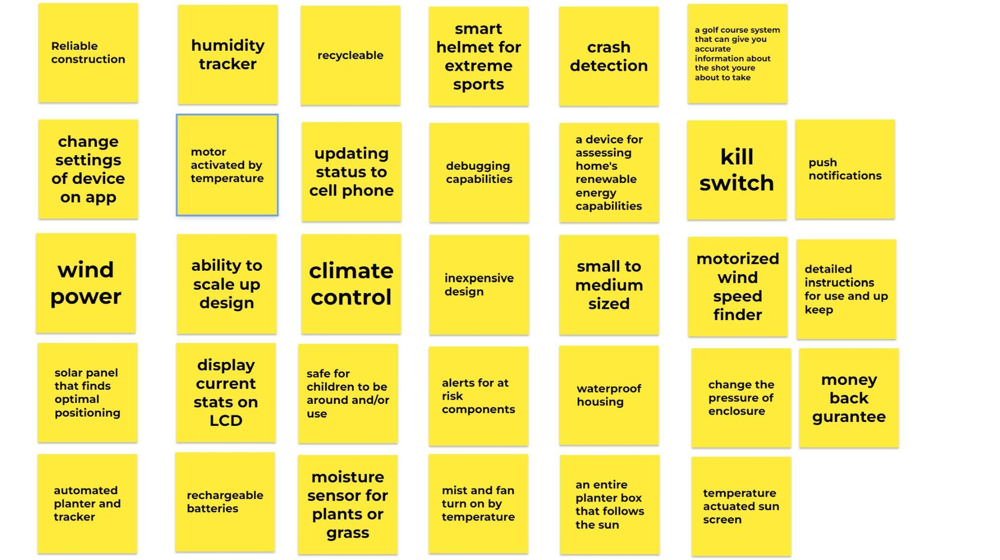 Reliable
construction
humidity
tracker
recycleable
smart
helmet for
extreme
sports
crash
detection
a golf course system
that can give you
accurate
information about
the shot youre
about to take
change
settings
of device
on app
motor
activated by
temperature
updating
status to
cell phone
debugging
capabilities
a device for
assessing
home's
renewable
energy
capabilities
kill
switch
push
notifications
wind
power
ability to
scale up
design
climate
control
inexpensive
design
small to
medium
sized
motorized
wind
speed
finder
detailed
instructions
for use and up
keep
solar panel
that finds
optimal
positioning
display
current
stats on
LCD
safe for
children to be
around and/or
use
alerts for at
risk
components
waterproof
housing
change the
pressure of
enclosure
money
back
gurantee
automated
planter and
tracker
rechargeable
batteries
moisture
sensor for
plants or
grass
mist and fan
turn on by
temperature
an entire
planter box
that follows
the sun
temperature
actuated sun
screen